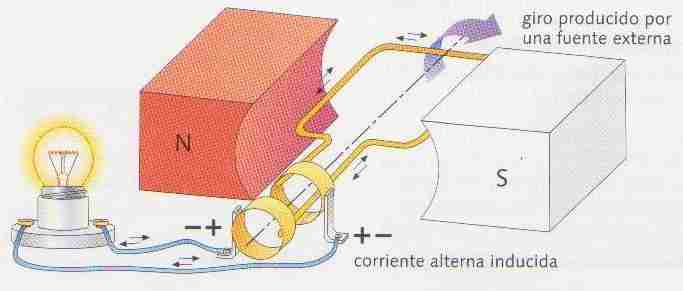 giro producido por
una fuente externa
N
S
-+
+-
corriente alterna inducida